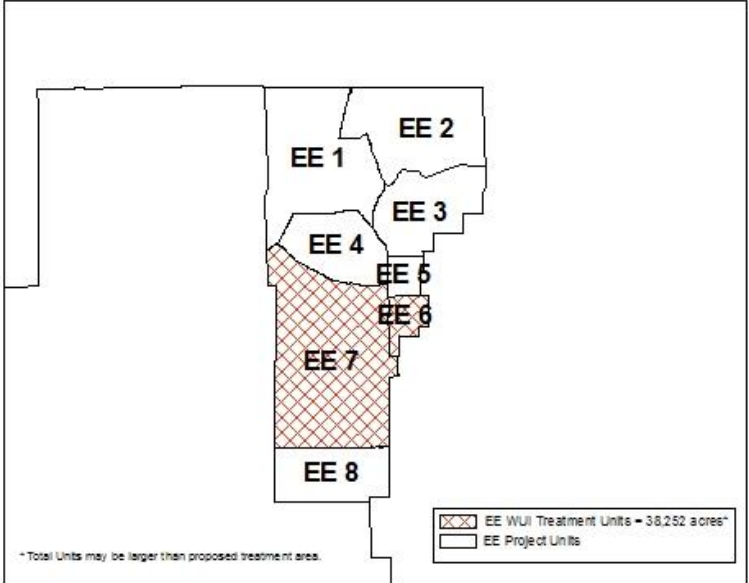 EE 2
EE 1
EE 3
EE 4
EE 5
EE 6
EE 7
EE 8
EE WUI Treatment Units = 38,252 acres*
EE Project Units
*Total Units may be larger than proposed treatment area.